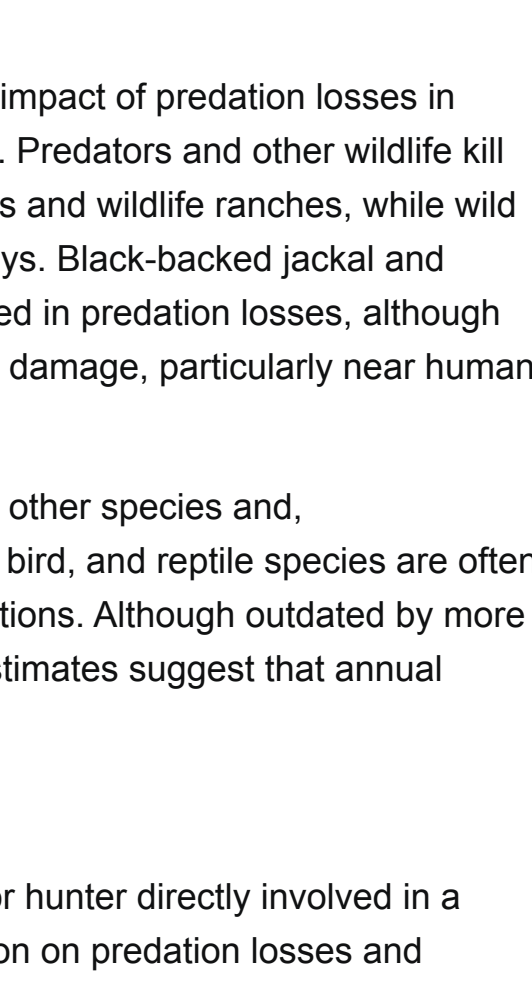 impact of predation losses in
. Predators and other wildlife kill
s and wildlife ranches, while wild
ys. Black-backed jackal and
ed in predation losses, although
damage, particularly near human
other species and,
bird, and reptile species are often
tions. Although outdated by more
stimates suggest that annual
or hunter directly involved in a
on on predation losses and